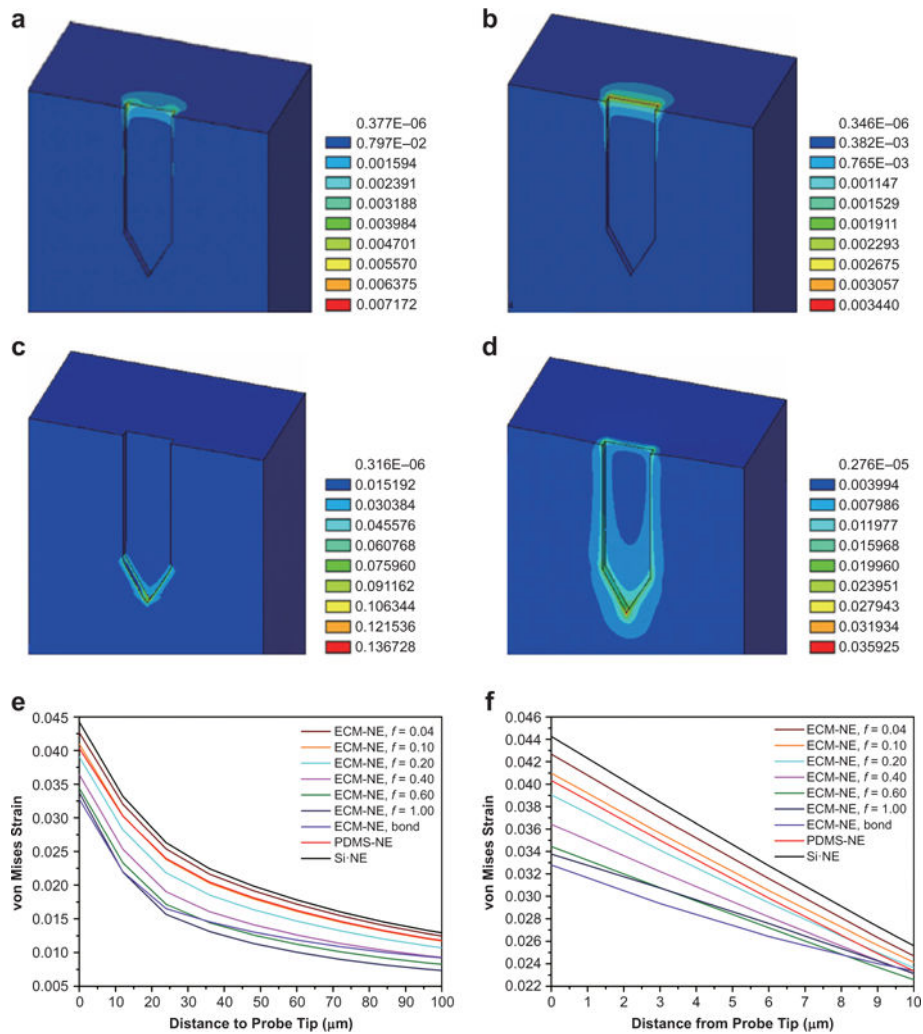 a
0.377E–06
0.797E–02
0.001594
0.002391
0.003188
0.003984
0.004701
0.005570
0.006375
0.007172
b
0.346E–06
0.382E–03
0.765E–03
0.001147
0.001529
0.001911
0.002293
0.002675
0.003057
0.003440
c
0.316E–06
0.015192
0.030384
0.045576
0.060768
0.075960
0.091162
0.106344
0.121536
0.136728
d
0.276E–05
0.003994
0.007986
0.011977
0.015968
0.019960
0.023951
0.027943
0.031934
0.035925
e
von Mises Strain
0.045
0.040
0.035
0.030
0.025
0.020
0.015
0.010
0.005
ECM-NE, f = 0.04
ECM-NE, f = 0.10
ECM-NE, f = 0.20
ECM-NE, f = 0.40
ECM-NE, f = 0.60
ECM-NE, f = 1.00
ECM-NE, bond
PDMS-NE
Si-NE
0 10 20 30 40 50 60 70 80 90 100
Distance to Probe Tip (μm)
f
von Mises Strain
0.046
0.044
0.042
0.040
0.038
0.036
0.034
0.032
0.030
0.028
0.026
0.024
0.022
ECM-NE, f = 0.04
ECM-NE, f = 0.10
ECM-NE, f = 0.20
ECM-NE, f = 0.40
ECM-NE, f = 0.60
ECM-NE, f = 1.00
ECM-NE, bond
PDMS-NE
Si-NE
0 1 2 3 4 5 6 7 8 9 10
Distance from Probe Tip (μm)